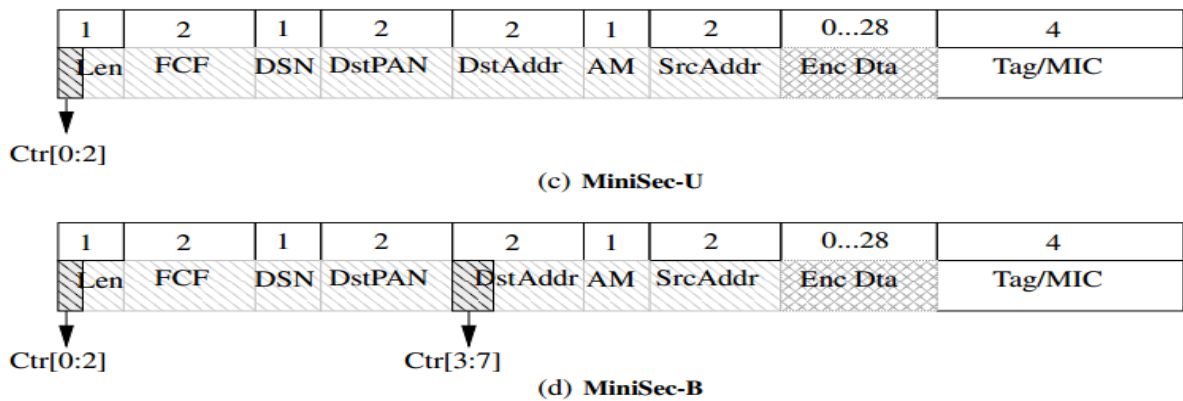 1 2 1 2 2 1 2 0...28 4
Len FCF DSN DstPAN DstAddr AM SrcAddr Enc Dta Tag/MIC
Ctr[0:2]
(c) MiniSec-U
1 2 1 2 2 1 2 0...28 4
Len FCF DSN DstPAN DstAddr AM SrcAddr Enc Dta Tag/MIC
Ctr[0:2] Ctr[3:7]
(d) MiniSec-B